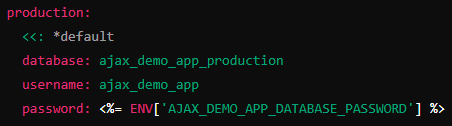 production:
  <<: *default
  database: ajax_demo_app_production
  username: ajax_demo_app
  password: <%= ENV['AJAX_DEMO_APP_DATABASE_PASSWORD'] %>